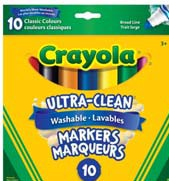 10 Classic Colours
couleurs classiques
Broad Line
Trait large
3+
Crayola
ULTRA-CLEAN
Washable • Lavables
MARKERS
MARQUEURS
10